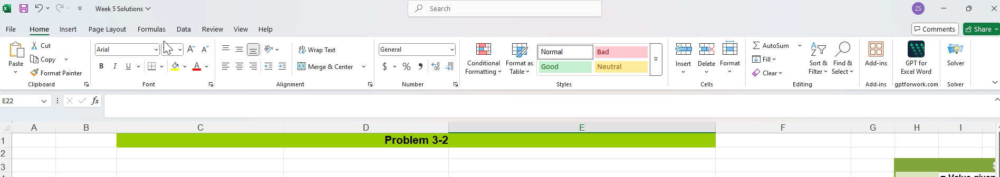 Week 5 Solutions
Search
ZS
File Home Insert Page Layout Formulas Data Review View Help
Comments Share
Paste
Cut
Copy
Format Painter
Clipboard
Arial
A A
B I U A
Font
ab
Wrap Text
Merge & Center
Alignment
General
$ % 9
Number
Conditional Formatting
Format as Table
Normal Bad
Good Neutral
Styles
Insert Delete Format
Cells
AutoSum
Fill
Clear
Sort & Filter
Find & Select
Editing
Add-ins
Add-ins
GPT for Excel Word
gptforwork.com
Solver
Solver
E22 fx
A B C D E F G H I
1 Problem 3-2
2
3